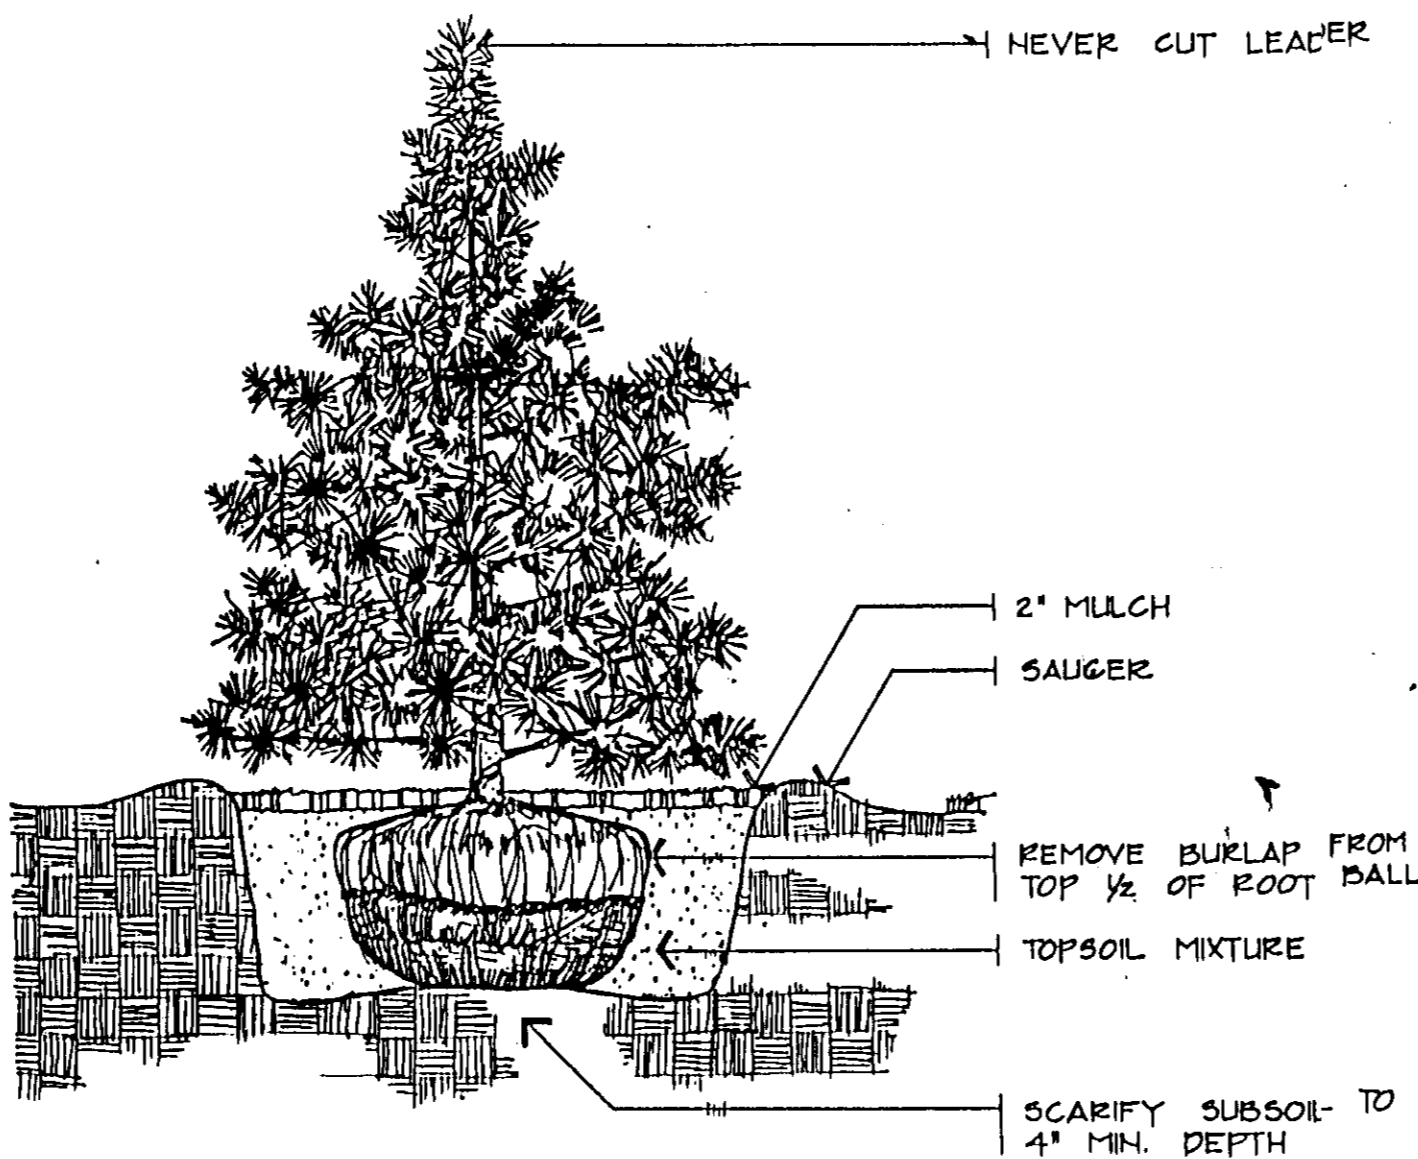 NEVER CUT LEADER
2" MULCH
SAUCER
REMOVE BURLAP FROM
TOP 1/2 OF ROOT BALL
TOPSOIL MIXTURE
SCARIFY SUBSOIL TO
4" MIN. DEPTH